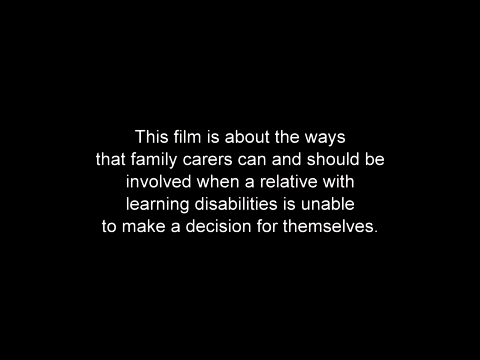 This film is about the ways
that family carers can and should be
involved when a relative with
learning disabilities is unable
to make a decision for themselves.